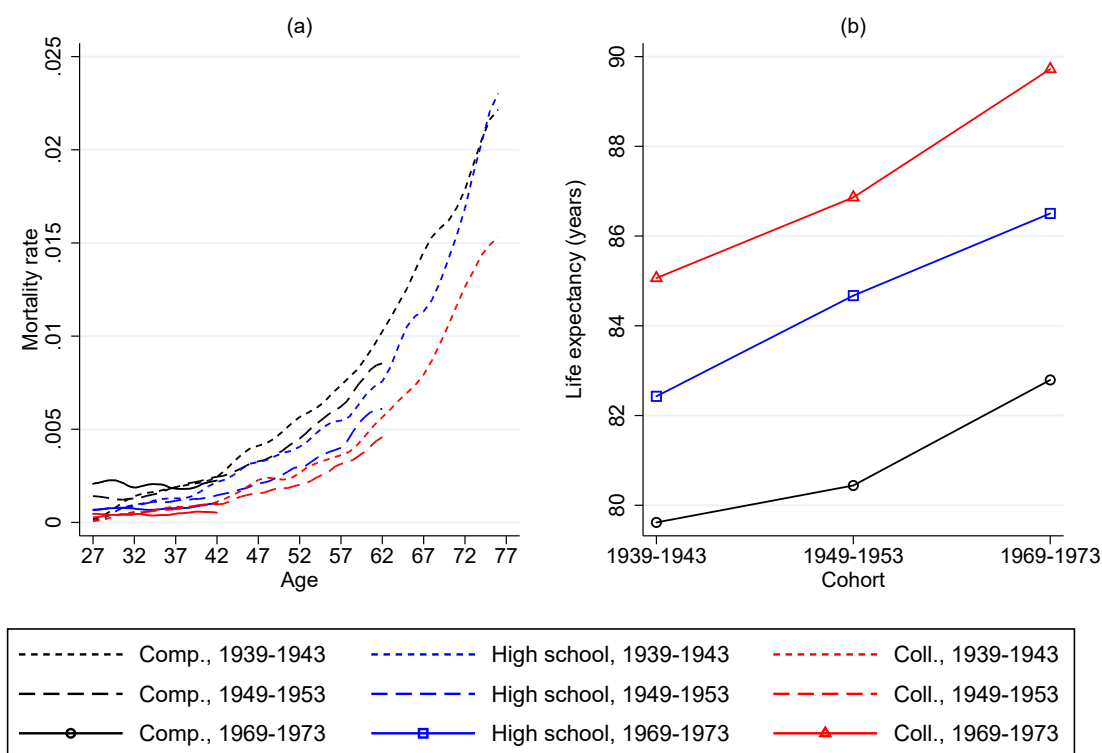 (a)
.025
.02
.015
.01
.005
0
Mortality rate
27 32 37 42 47 52 57 62 67 72 77
Age
(b)
90
88
86
84
82
80
Life expectancy (years)
1939-1943 1949-1953 1969-1973
Cohort
Comp., 1939-1943 High school, 1939-1943 Coll., 1939-1943
Comp., 1949-1953 High school, 1949-1953 Coll., 1949-1953
Comp., 1969-1973 High school, 1969-1973 Coll., 1969-1973